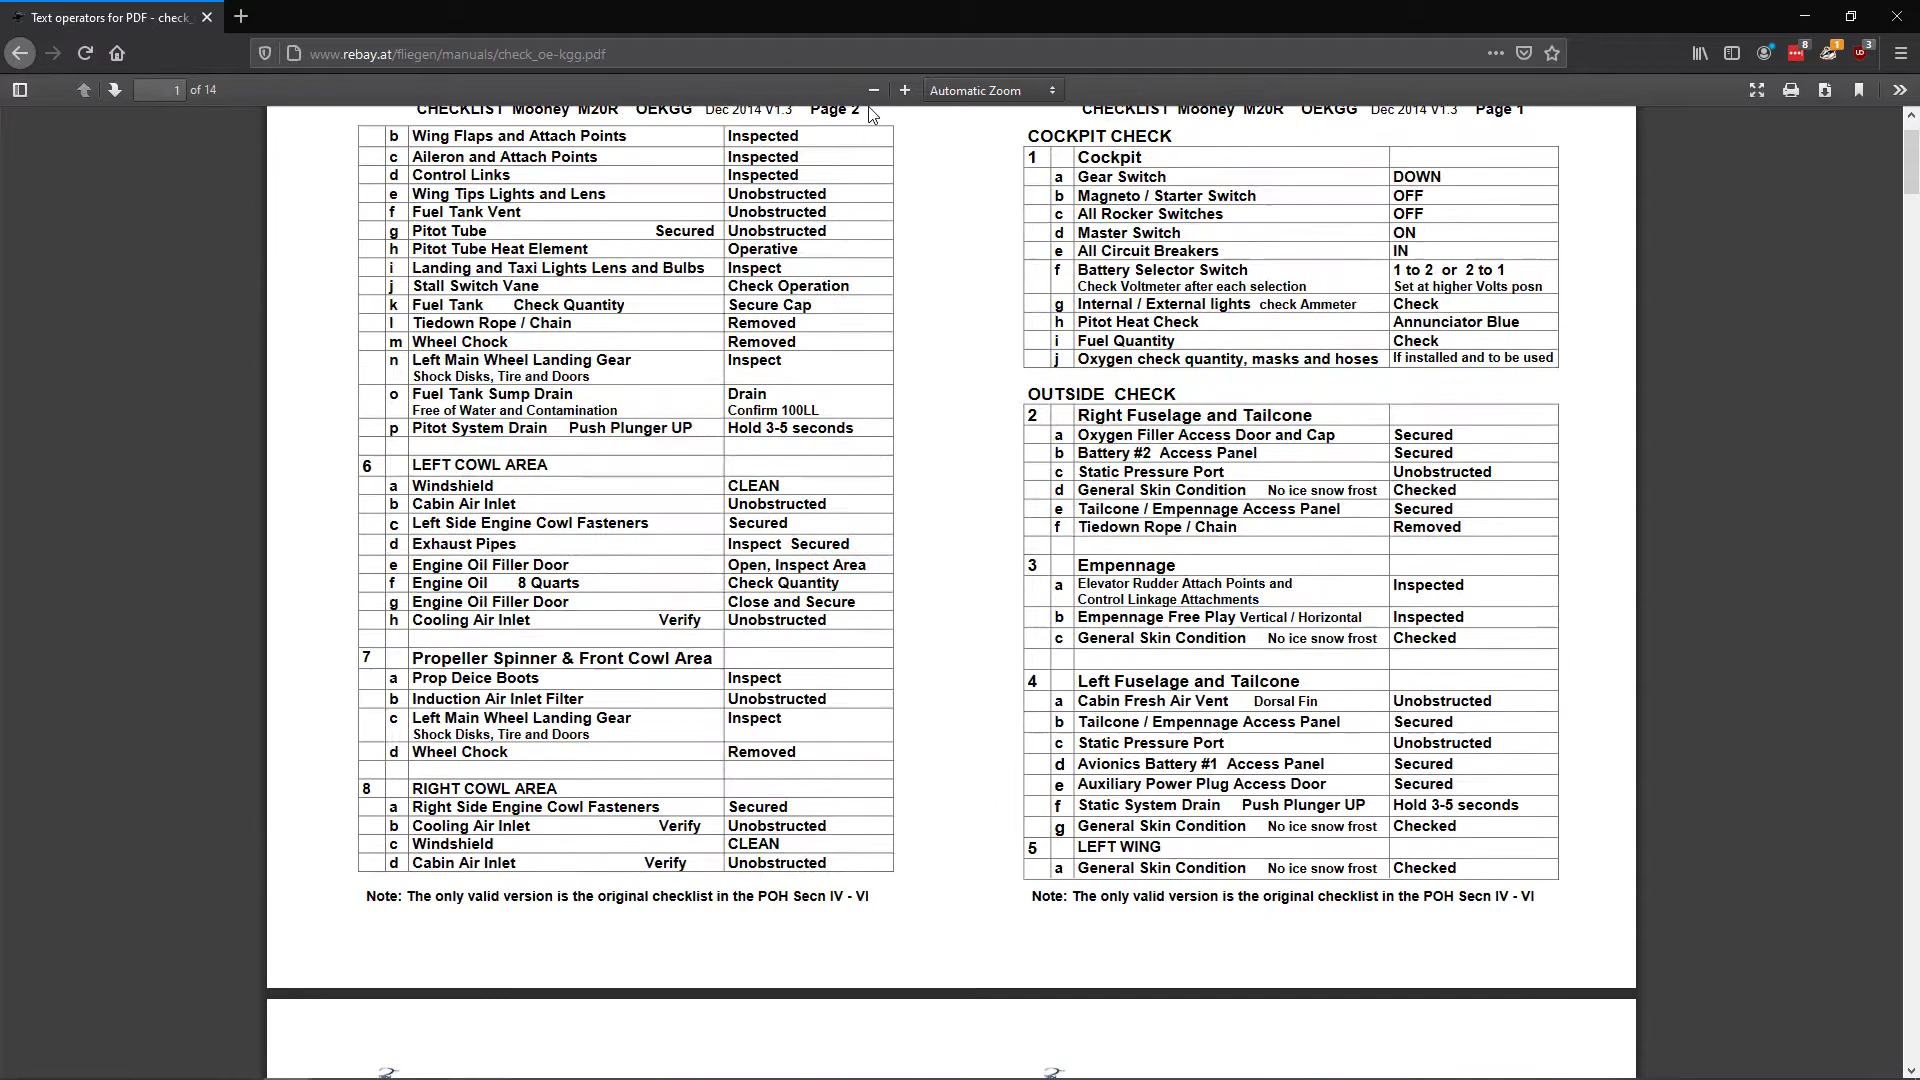 Text operators for PDF - check_
www.rebay.at/fliegen/manuals/check_oe-kgg.pdf
8
1
3
1 of 14
Automatic Zoom
CHECKLIST Mooney M20R OEKGG Dec 2014 V1.3 Page 2
b Wing Flaps and Attach Points Inspected
c Aileron and Attach Points Inspected
d Control Links Inspected
e Wing Tips Lights and Lens Unobstructed
f Fuel Tank Vent Unobstructed
g Pitot Tube Secured Unobstructed
h Pitot Tube Heat Element Operative
i Landing and Taxi Lights Lens and Bulbs Inspect
j Stall Switch Vane Check Operation
k Fuel Tank Check Quantity Secure Cap
l Tiedown Rope / Chain Removed
m Wheel Chock Removed
n Left Main Wheel Landing Gear Inspect
Shock Disks, Tire and Doors
o Fuel Tank Sump Drain Drain
Free of Water and Contamination Confirm 100LL
p Pitot System Drain Push Plunger UP Hold 3-5 seconds
6 LEFT COWL AREA
a Windshield CLEAN
b Cabin Air Inlet Unobstructed
c Left Side Engine Cowl Fasteners Secured
d Exhaust Pipes Inspect Secured
e Engine Oil Filler Door Open, Inspect Area
f Engine Oil 8 Quarts Check Quantity
g Engine Oil Filler Door Close and Secure
h Cooling Air Inlet Verify Unobstructed
7 Propeller Spinner & Front Cowl Area
a Prop Deice Boots Inspect
b Induction Air Inlet Filter Unobstructed
c Left Main Wheel Landing Gear Inspect
Shock Disks, Tire and Doors
d Wheel Chock Removed
8 RIGHT COWL AREA
a Right Side Engine Cowl Fasteners Secured
b Cooling Air Inlet Verify Unobstructed
c Windshield CLEAN
d Cabin Air Inlet Verify Unobstructed
Note: The only valid version is the original checklist in the POH Secn IV - VI
CHECKLIST Mooney M20R OEKGG Dec 2014 V1.3 Page 1
COCKPIT CHECK
1 Cockpit
a Gear Switch DOWN
b Magneto / Starter Switch OFF
c All Rocker Switches OFF
d Master Switch ON
e All Circuit Breakers IN
f Battery Selector Switch 1 to 2 or 2 to 1
Check Voltmeter after each selection Set at higher Volts posn
g Internal / External lights check Ammeter Check
h Pitot Heat Check Annunciator Blue
i Fuel Quantity Check
j Oxygen check quantity, masks and hoses If installed and to be used
OUTSIDE CHECK
2 Right Fuselage and Tailcone
a Oxygen Filler Access Door and Cap Secured
b Battery #2 Access Panel Secured
c Static Pressure Port Unobstructed
d General Skin Condition No ice snow frost Checked
e Tailcone / Empennage Access Panel Secured
f Tiedown Rope / Chain Removed
3 Empennage
a Elevator Rudder Attach Points and Inspected
Control Linkage Attachments
b Empennage Free Play Vertical / Horizontal Inspected
c General Skin Condition No ice snow frost Checked
4 Left Fuselage and Tailcone
a Cabin Fresh Air Vent Dorsal Fin Unobstructed
b Tailcone / Empennage Access Panel Secured
c Static Pressure Port Unobstructed
d Avionics Battery #1 Access Panel Secured
e Auxiliary Power Plug Access Door Secured
f Static System Drain Push Plunger UP Hold 3-5 seconds
g General Skin Condition No ice snow frost Checked
5 LEFT WING
a General Skin Condition No ice snow frost Checked
Note: The only valid version is the original checklist in the POH Secn IV - VI